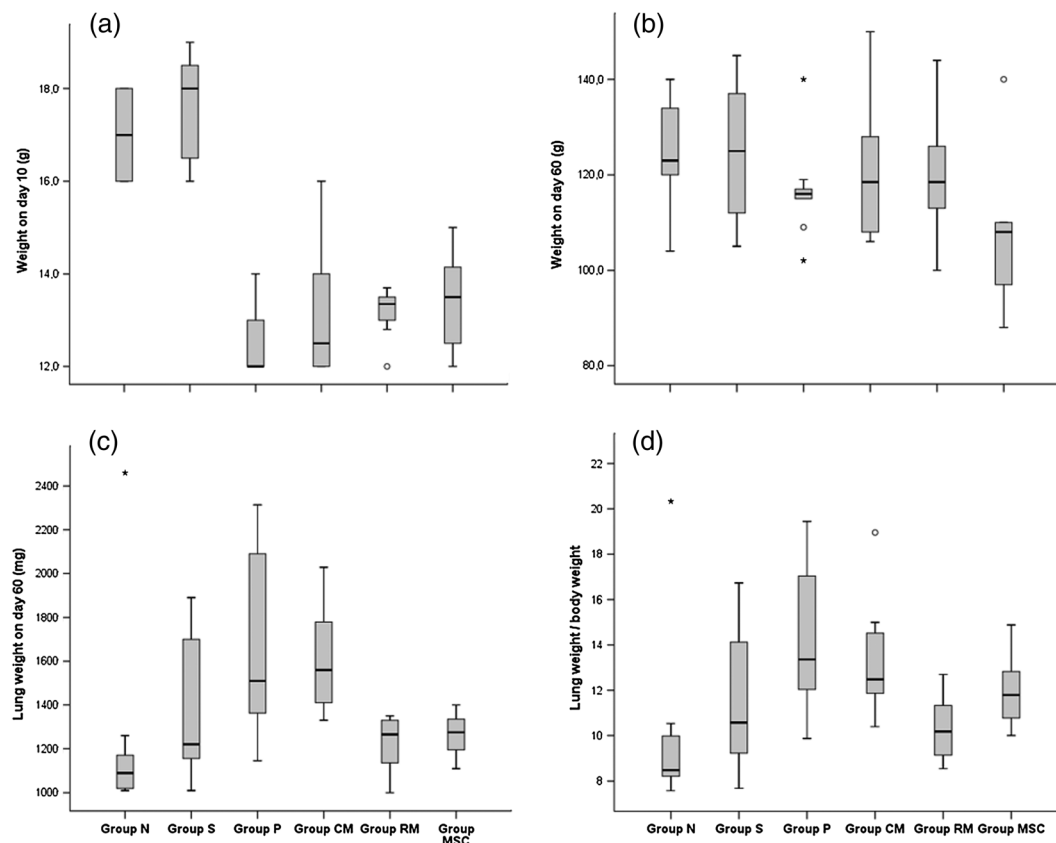 (a)
Weight on day 10 (g)
18,0
16,0
14,0
12,0
(b)
Weight on day 60 (g)
140,0
120,0
100,0
80,0
(c)
Lung weight on day 60 (mg)
2400
2200
2000
1800
1600
1400
1200
1000
Group N
Group S
Group P
Group CM
Group RM
Group
MSC
(d)
Lung weight / body weight
22
20
18
16
14
12
10
8
Group N
Group S
Group P
Group CM
Group RM
Group MSC